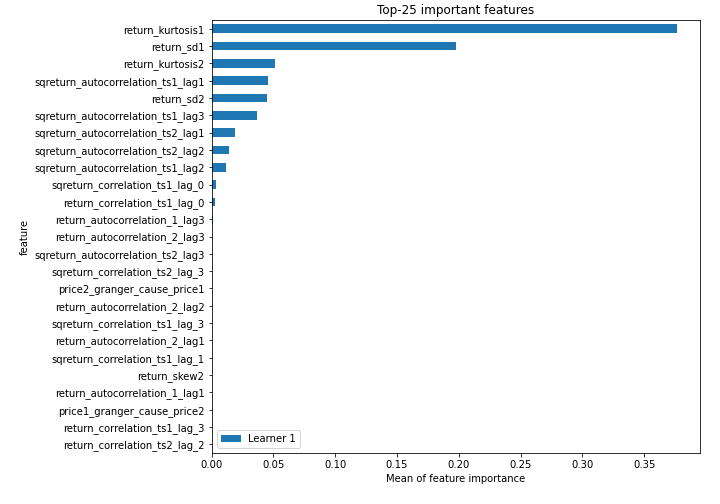 Top-25 important features
return_kurtosis1
return_sd1
return_kurtosis2
sqreturn_autocorrelation_ts1_lag1
return_sd2
sqreturn_autocorrelation_ts1_lag3
sqreturn_autocorrelation_ts2_lag1
sqreturn_autocorrelation_ts2_lag2
sqreturn_autocorrelation_ts1_lag2
sqreturn_correlation_ts1_lag_0
return_correlation_ts1_lag_0
return_autocorrelation_1_lag3
return_autocorrelation_2_lag3
sqreturn_autocorrelation_ts2_lag3
sqreturn_correlation_ts2_lag_3
price2_granger_cause_price1
return_autocorrelation_2_lag2
sqreturn_correlation_ts1_lag_3
return_autocorrelation_2_lag1
sqreturn_correlation_ts1_lag_1
return_skew2
return_autocorrelation_1_lag1
price1_granger_cause_price2
return_correlation_ts1_lag_3
return_correlation_ts2_lag_2
feature
Learner 1
0.00 0.05 0.10 0.15 0.20 0.25 0.30 0.35
Mean of feature importance